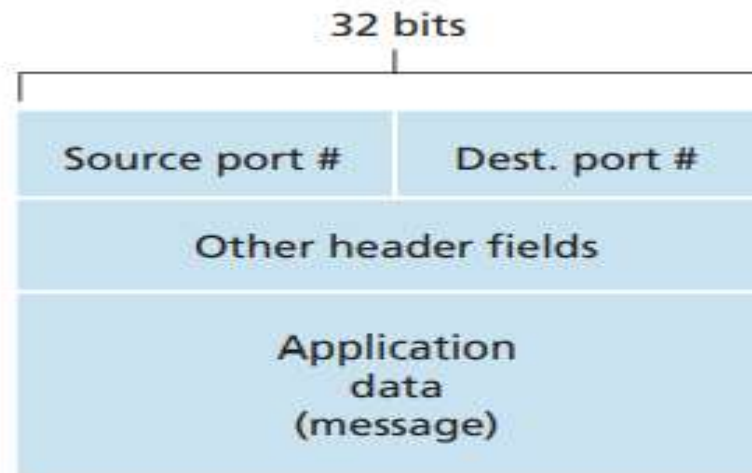 32 bits
Source port #
Dest. port #
Other header fields
Application
data
(message)